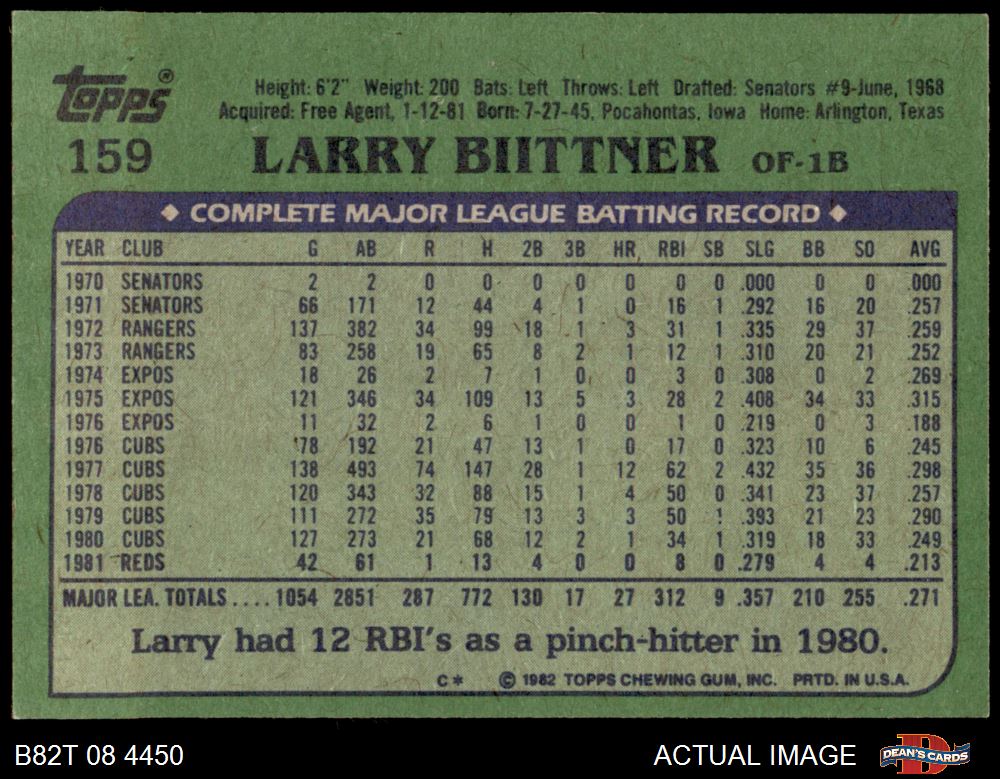 topps®
Height: 6'2" Weight: 200 Bats: Left Throws: Left Drafted: Senators #9-June, 1968
Acquired: Free Agent, 1-12-81 Born: 7-27-45, Pocahontas, Iowa Home: Arlington, Texas
159 LARRY BIITTNER OF-1B
◆ COMPLETE MAJOR LEAGUE BATTING RECORD ◆
YEAR CLUB G AB R H 2B 3B HR RBI SB SLG BB SO AVG
1970 SENATORS 2 2 0 0 0 0 0 0 0 .000 0 0 .000
1971 SENATORS 66 171 12 44 4 1 0 16 1 .292 16 20 .257
1972 RANGERS 137 382 34 99 18 1 3 31 1 .335 29 37 .259
1973 RANGERS 83 258 19 65 8 2 1 12 1 .310 20 21 .252
1974 EXPOS 18 26 2 7 1 0 0 3 0 .308 0 2 .269
1975 EXPOS 121 346 34 109 13 5 3 28 2 .408 34 33 .315
1976 EXPOS 11 32 2 6 1 0 0 1 0 .219 0 3 .188
1976 CUBS 78 192 21 47 13 1 0 17 0 .323 10 6 .245
1977 CUBS 138 493 74 147 28 1 12 62 2 .432 35 36 .298
1978 CUBS 120 343 32 88 15 1 4 50 0 .341 23 37 .257
1979 CUBS 111 272 35 79 13 3 3 50 1 .393 21 23 .290
1980 CUBS 127 273 21 68 12 2 1 34 1 .319 18 33 .249
1981 REDS 42 61 1 13 4 0 0 8 0 .279 4 4 .213
MAJOR LEA. TOTALS .... 1054 2851 287 772 130 17 27 312 9 .357 210 255 .271
Larry had 12 RBI's as a pinch-hitter in 1980.
C* © 1982 TOPPS CHEWING GUM, INC. PRTD. IN U.S.A.
B82T 08 4450 ACTUAL IMAGE DEAN'S CARDS